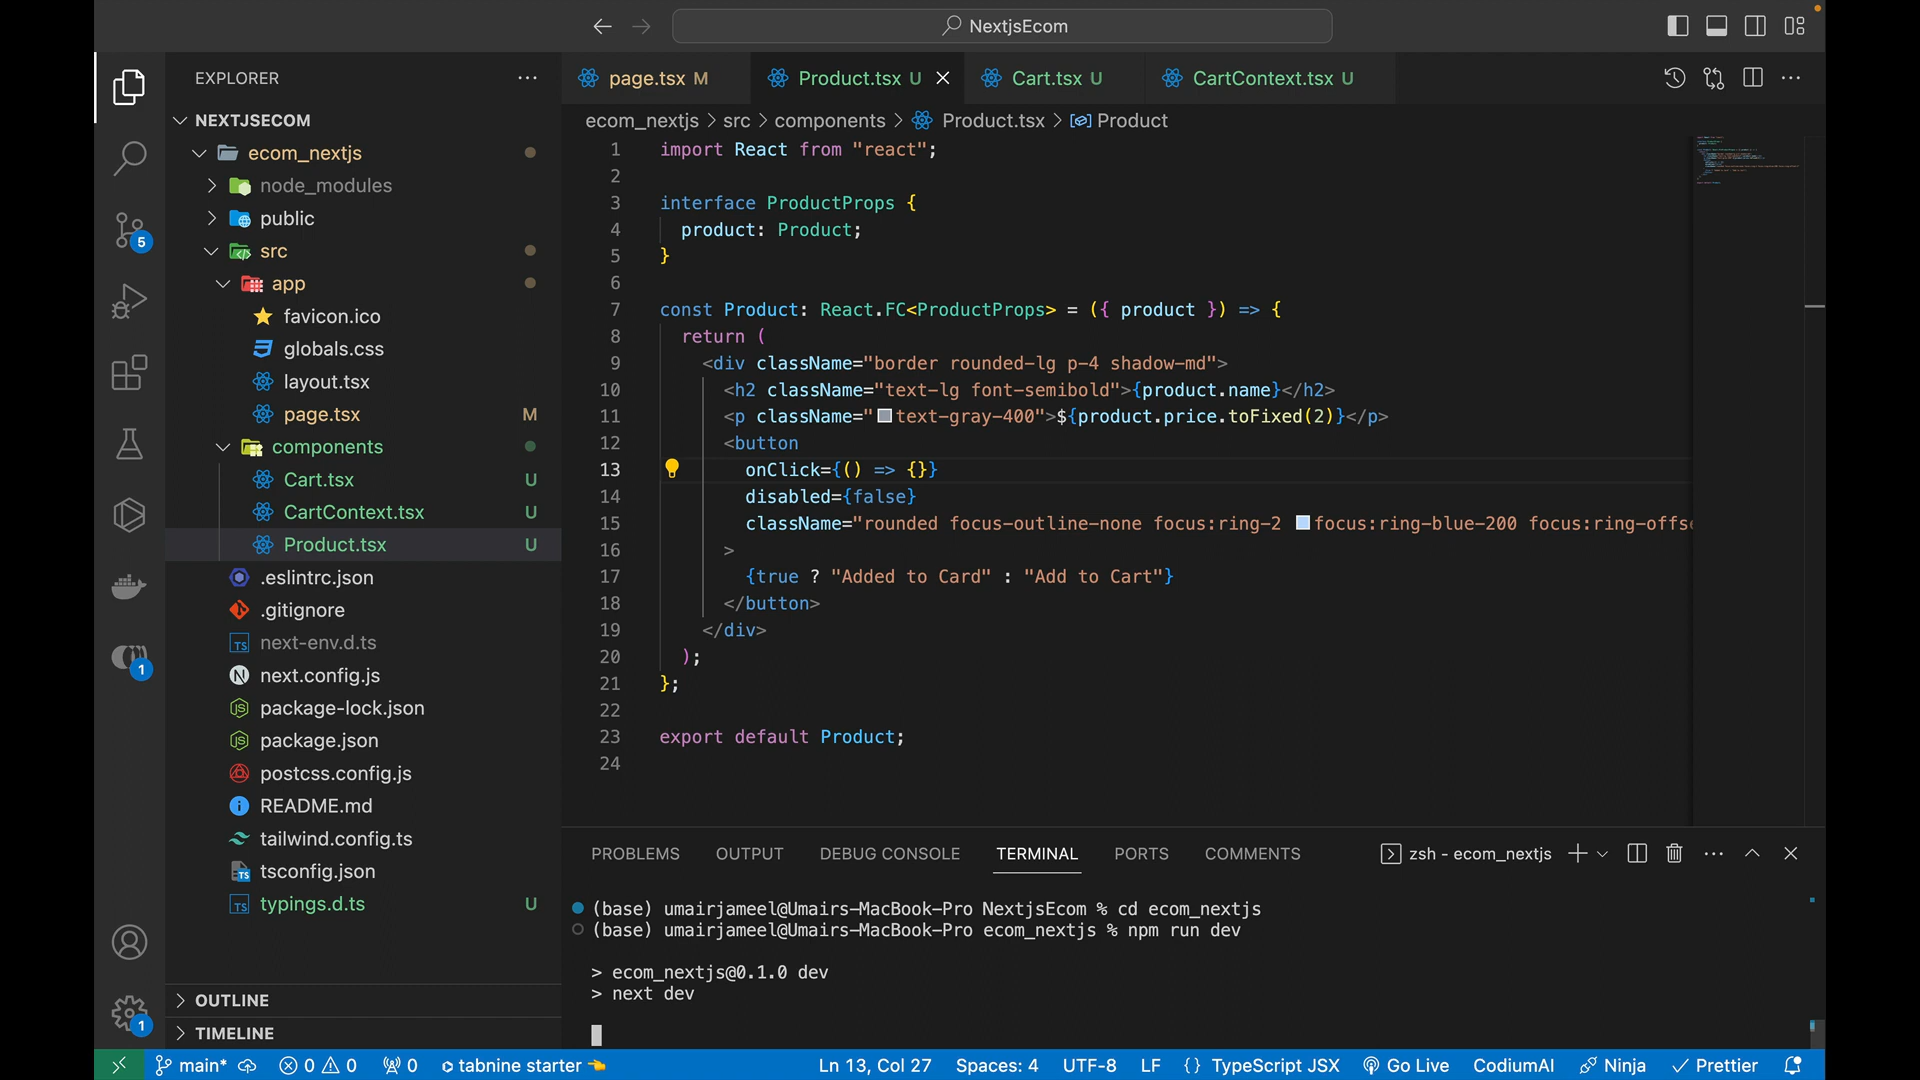 NextjsEcom
EXPLORER
NEXTJSECOM
ecom_nextjs
node_modules
public
src
app
favicon.ico
globals.css
layout.tsx
page.tsx M
components
Cart.tsx U
CartContext.tsx U
Product.tsx U
.eslintrc.json
.gitignore
next-env.d.ts
next.config.js
package-lock.json
package.json
postcss.config.js
README.md
tailwind.config.ts
tsconfig.json
typings.d.ts U
OUTLINE
TIMELINE
5
1
1
page.tsx M Product.tsx U Cart.tsx U CartContext.tsx U
ecom_nextjs > src > components > Product.tsx > Product
1 import React from "react";
2
3 interface ProductProps {
4 product: Product;
5 }
6
7 const Product: React.FC<ProductProps> = ({ product }) => {
8 return (
9 <div className="border rounded-lg p-4 shadow-md">
10 <h2 className="text-lg font-semibold">{product.name}</h2>
11 <p className="text-gray-400">${product.price.toFixed(2)}</p>
12 <button
13 onClick={() => {}}
14 disabled={false}
15 className="rounded focus-outline-none focus:ring-2 focus:ring-blue-200 focus:ring-offs
16 >
17 {true ? "Added to Card" : "Add to Cart"}
18 </button>
19 </div>
20 );
21 };
22
23 export default Product;
24
PROBLEMS OUTPUT DEBUG CONSOLE TERMINAL PORTS COMMENTS zsh - ecom_nextjs
(base) umairjameel@Umairs-MacBook-Pro NextjsEcom % cd ecom_nextjs
(base) umairjameel@Umairs-MacBook-Pro ecom_nextjs % npm run dev
> ecom_nextjs@0.1.0 dev
> next dev
main* 0 0 0 tabnine starter Ln 13, Col 27 Spaces: 4 UTF-8 LF {} TypeScript JSX Go Live CodiumAI Ninja Prettier